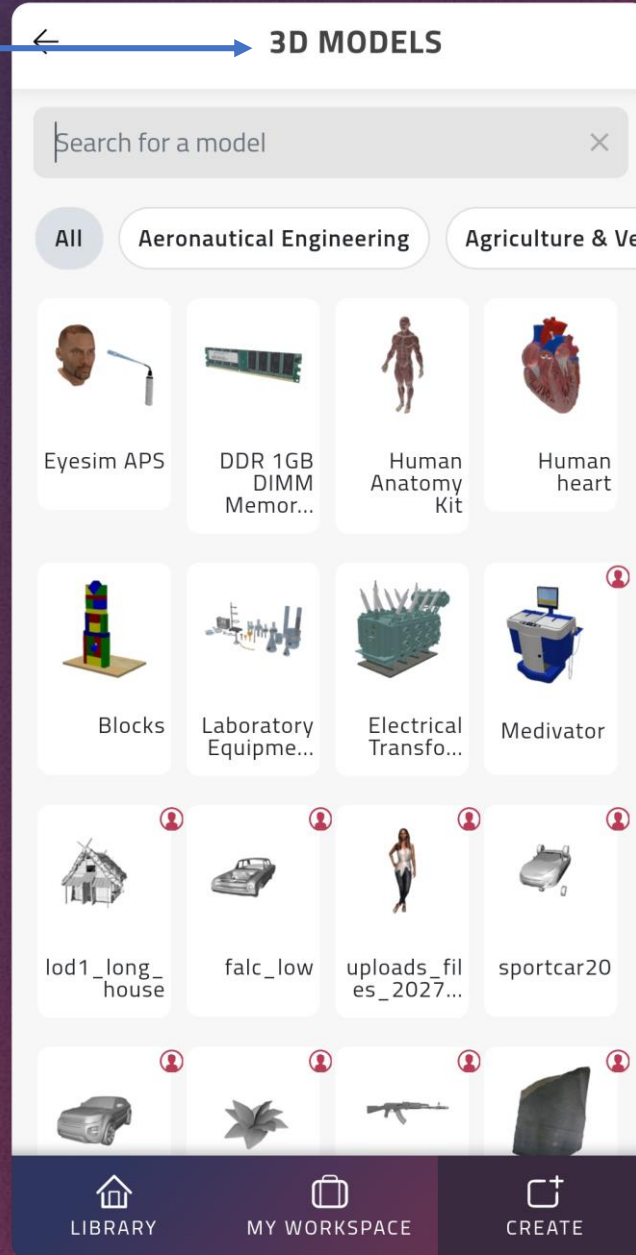 3D MODELS
Search for a model
All
Aeronautical Engineering
Agriculture & Ve
Eyesim APS
DDR 1GB
DIMM
Memor...
Human
Anatomy
Kit
Human
heart
Blocks
Laboratory
Equipme...
Electrical
Transfo...
Medivator
lod1_long_
house
falc_low
uploads_fil
es_2027...
sportcar20
LIBRARY
MY WORKSPACE
CREATE